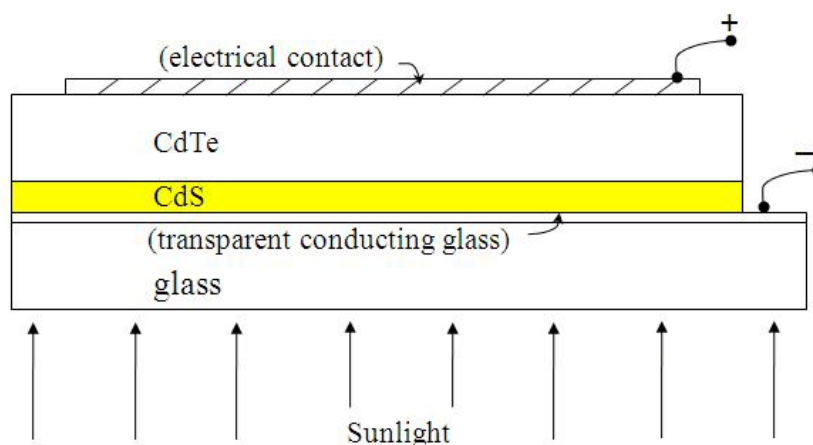 +
(electrical contact)
CdTe
−
CdS
(transparent conducting glass)
glass
Sunlight